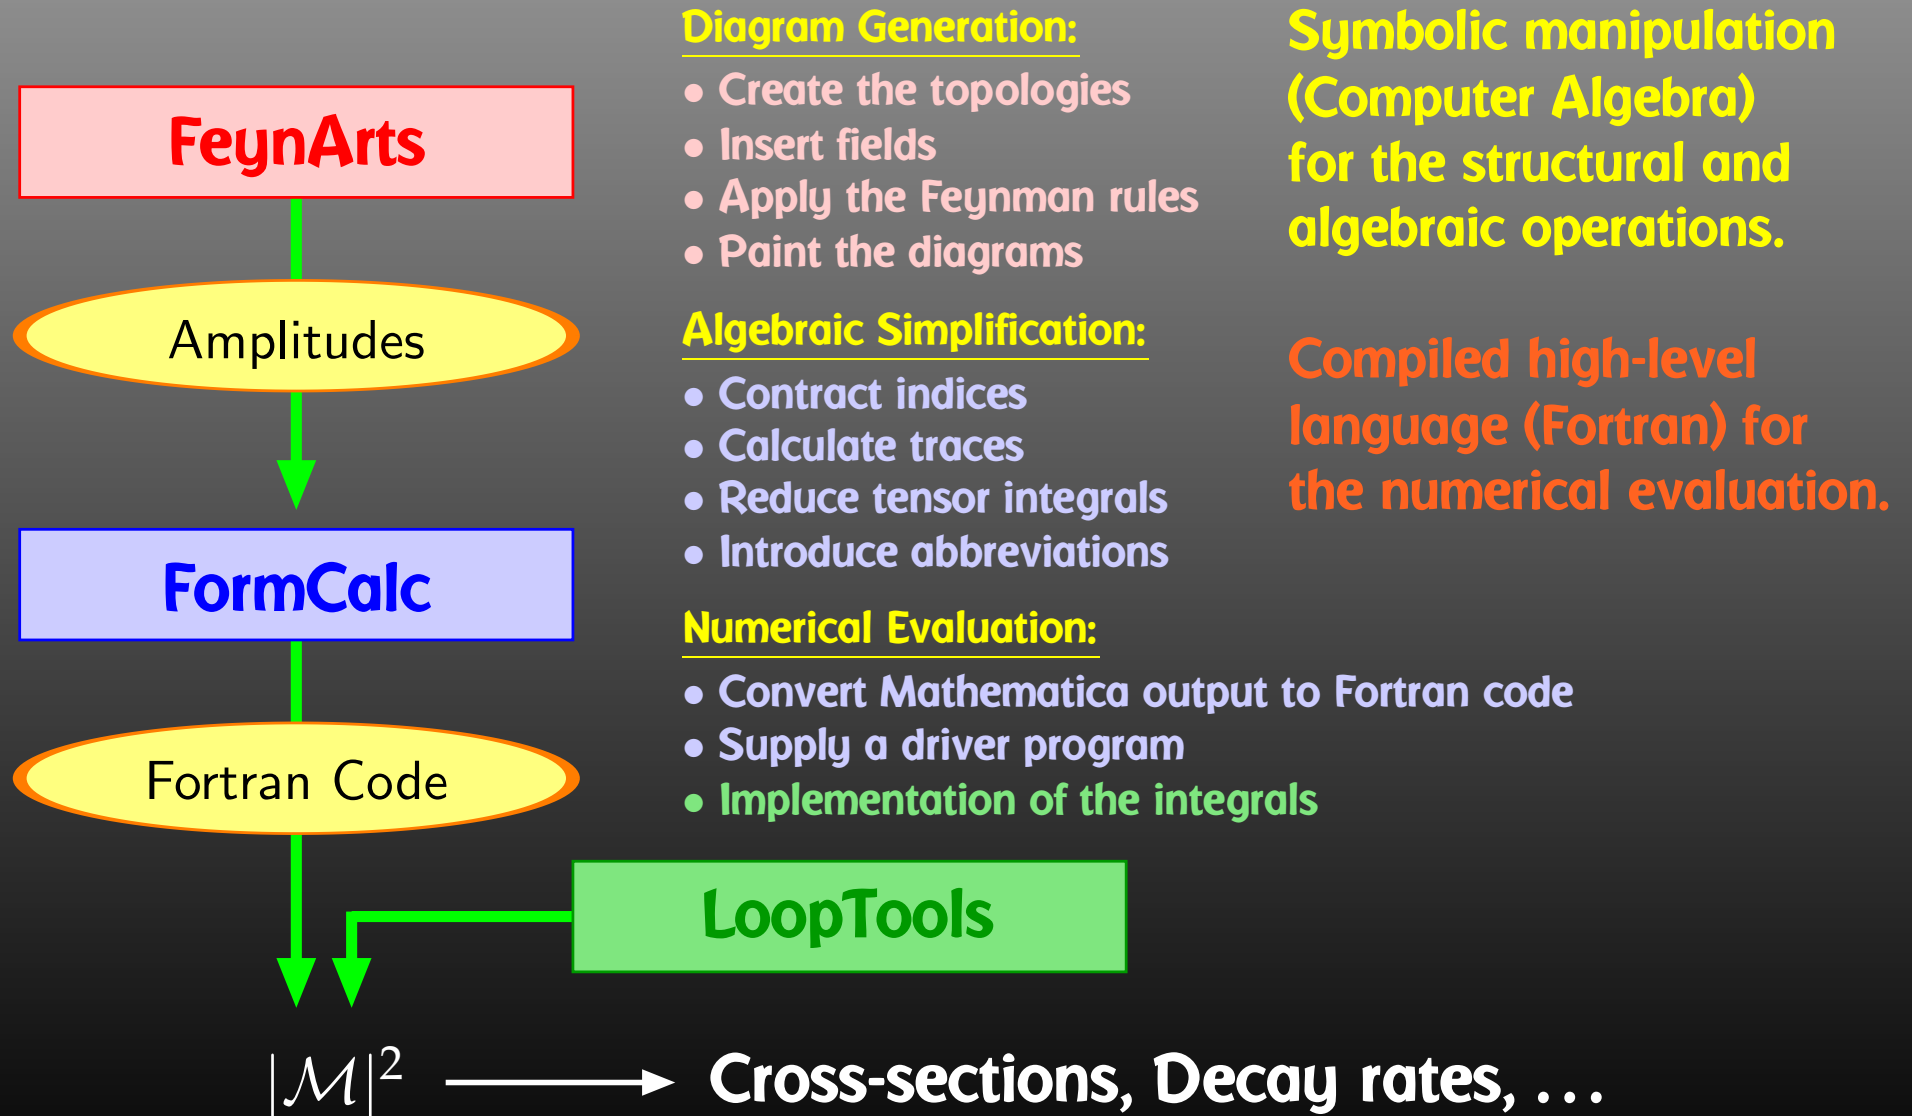 FeynArts
Amplitudes
FormCalc
Fortran Code
LoopTools
|ℳ|² ⟶ Cross-sections, Decay rates, …
Diagram Generation:
• Create the topologies
• Insert fields
• Apply the Feynman rules
• Paint the diagrams
Algebraic Simplification:
• Contract indices
• Calculate traces
• Reduce tensor integrals
• Introduce abbreviations
Numerical Evaluation:
• Convert Mathematica output to Fortran code
• Supply a driver program
• Implementation of the integrals
Symbolic manipulation
(Computer Algebra)
for the structural and
algebraic operations.
Compiled high-level
language (Fortran) for
the numerical evaluation.